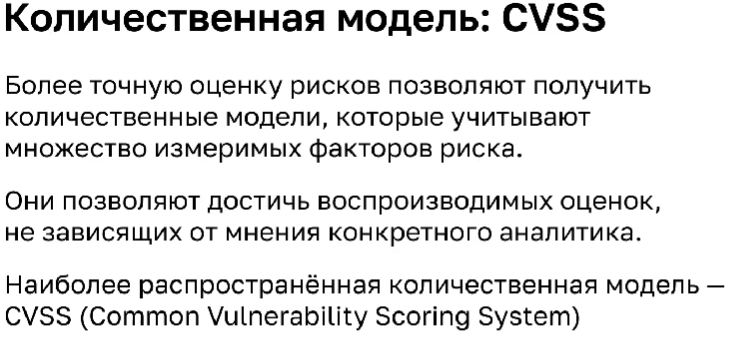 Количественная модель: CVSS
Более точную оценку рисков позволяют получить
количественные модели, которые учитывают
множество измеримых факторов риска.
Они позволяют достичь воспроизводимых оценок,
не зависящих от мнения конкретного аналитика.
Наиболее распространённая количественная модель —
CVSS (Common Vulnerability Scoring System)